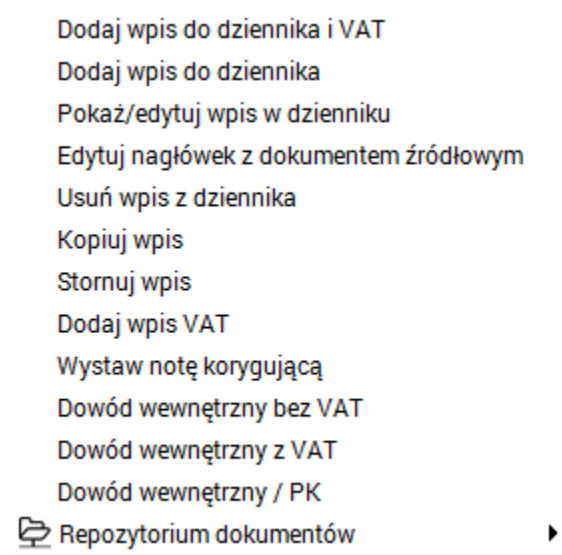 Dodaj wpis do dziennika i VAT
Dodaj wpis do dziennika
Pokaż/edytuj wpis w dzienniku
Edytuj nagłówek z dokumentem źródłowym
Usuń wpis z dziennika
Kopiuj wpis
Stornuj wpis
Dodaj wpis VAT
Wystaw notę korygującą
Dowód wewnętrzny bez VAT
Dowód wewnętrzny z VAT
Dowód wewnętrzny / PK
Repozytorium dokumentów